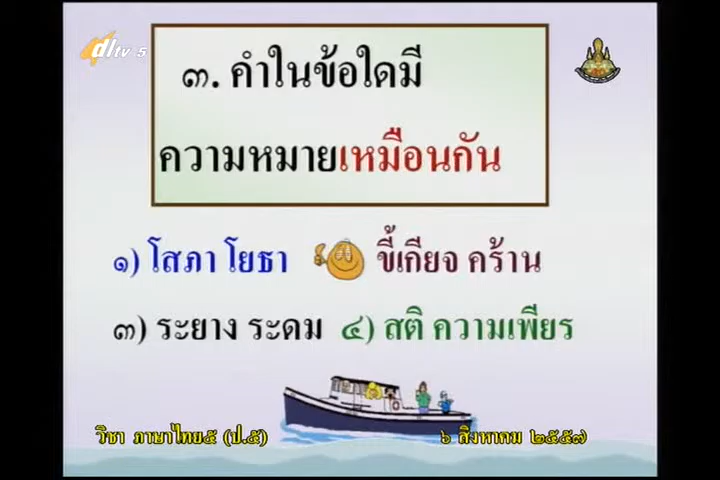 dltv 5
๓. คำในข้อใดมี
ความหมายเหมือนกัน
๑) โสภา โยธา ขี้เกียจ คร้าน
๓) ระยาง ระดม ๔) สติ ความเพียร
วิชา ภาษาไทย๕ (ป.๕) ๖ สิงหาคม ๒๕๕๗